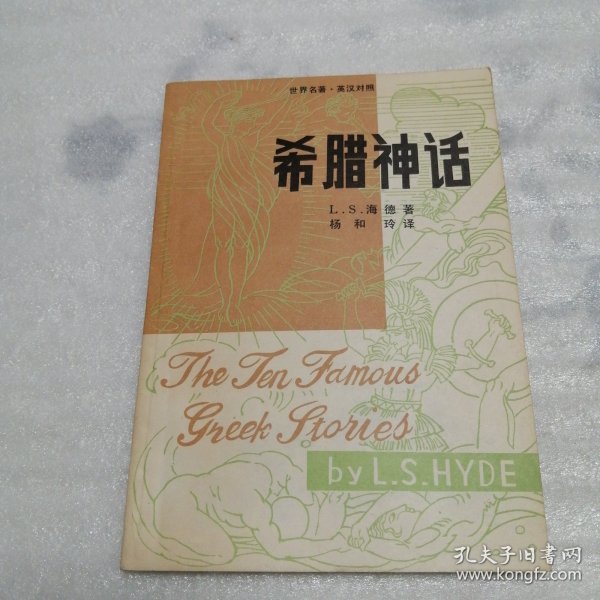 世界名著·英汉对照
希腊神话
L.S.海德著
杨和玲译
The Ten Famous
Greek Stories
by L.S.HYDE
孔夫子旧书网
www.kongfz.com